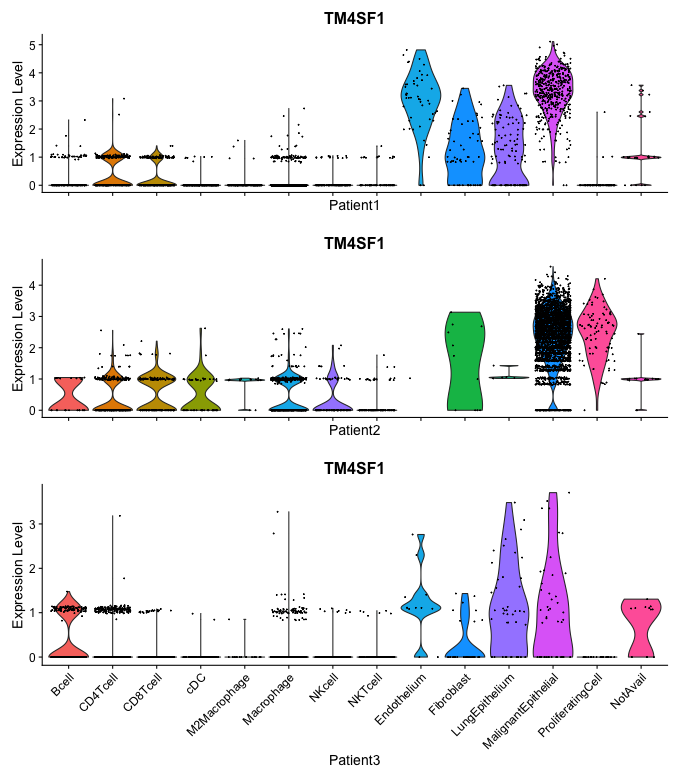 TM4SF1
Expression Level
5
4
3
2
1
0
Patient1
TM4SF1
Expression Level
4
3
2
1
0
Patient2
TM4SF1
Expression Level
3
2
1
0
Bcell
CD4Tcell
CD8Tcell
cDC
M2Macrophage
Macrophage
NKcell
NKTcell
Endothelium
Fibroblast
LungEpithelium
MalignantEpithelial
ProliferatingCell
NotAvail
Patient3